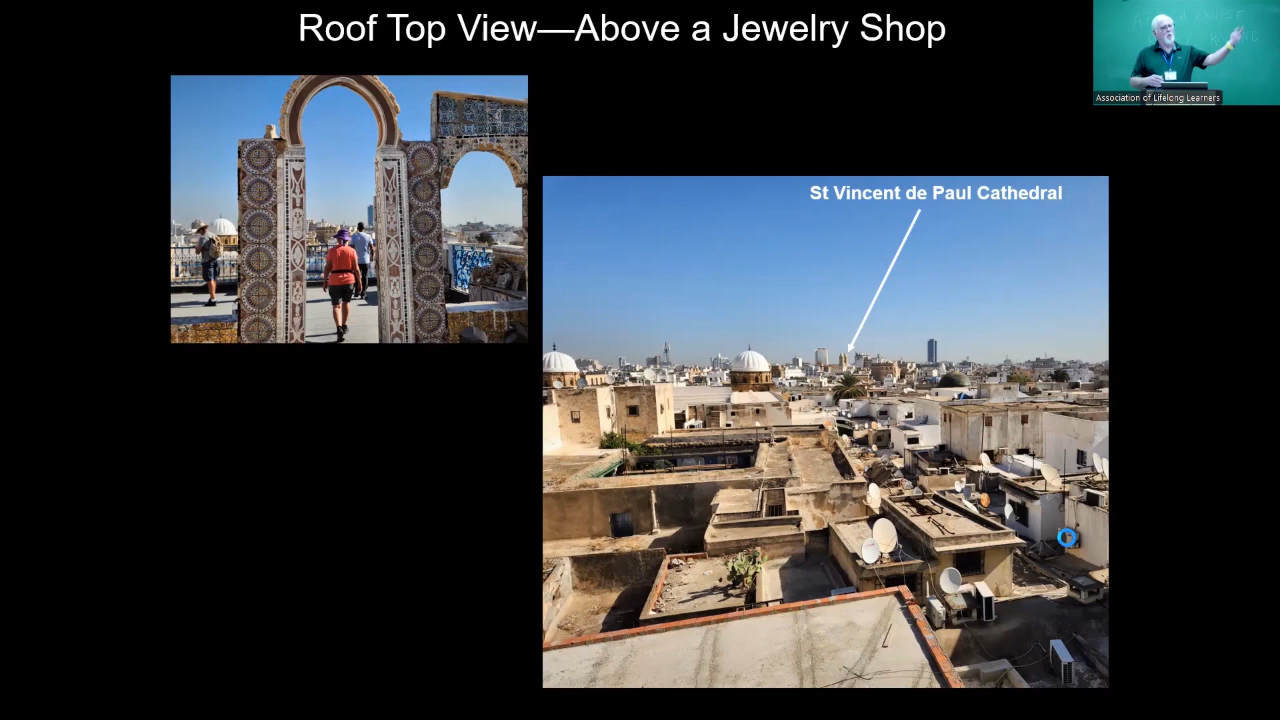 Roof Top View—Above a Jewelry Shop
Association of Lifelong Learners
St Vincent de Paul Cathedral